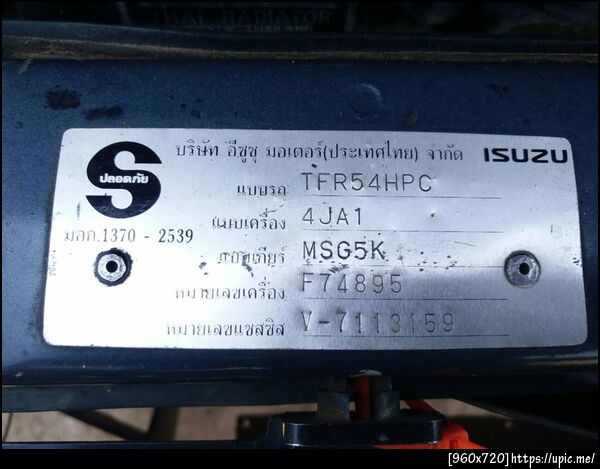 THAI RADIATOR
THAILAND
บริษัท อีซูซุ มอเตอร์(ประเทศไทย) จำกัด ISUZU
ปลอดภัย
มอก.1370 - 2539
แบบรถ TFR54HPC
แบบเครื่อง 4JA1
แบบเกียร์ MSG5K
หมายเลขเครื่อง F74895
หมายเลขแชสซิส V-7113159
[960x720]https://upic.me/